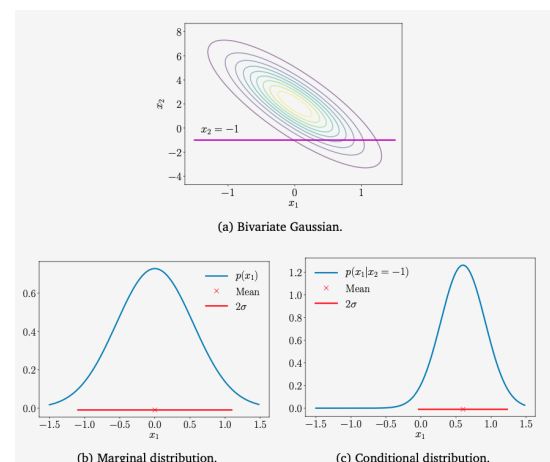 8
6
4
2
0
−2
−4
x₂
x₂ = −1
−1 0 1
x₁
(a) Bivariate Gaussian.
0.6
0.4
0.2
0.0
p(x₁)
Mean
2σ
−1.5 −1.0 −0.5 0.0 0.5 1.0 1.5
x₁
(b) Marginal distribution.
1.2
1.0
0.8
0.6
0.4
0.2
0.0
p(x₁|x₂ = −1)
Mean
2σ
−1.5 −1.0 −0.5 0.0 0.5 1.0 1.5
x₁
(c) Conditional distribution.